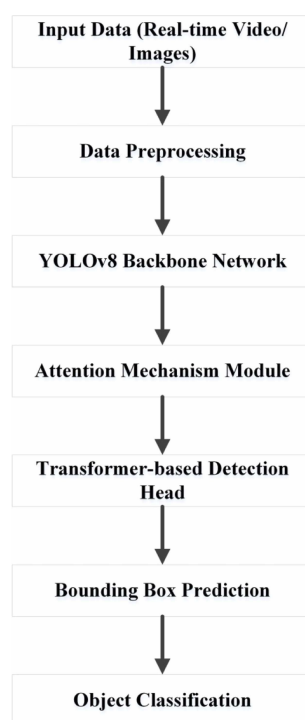 Input Data (Real-time Video/
Images)
Data Preprocessing
YOLOv8 Backbone Network
Attention Mechanism Module
Transformer-based Detection
Head
Bounding Box Prediction
Object Classification